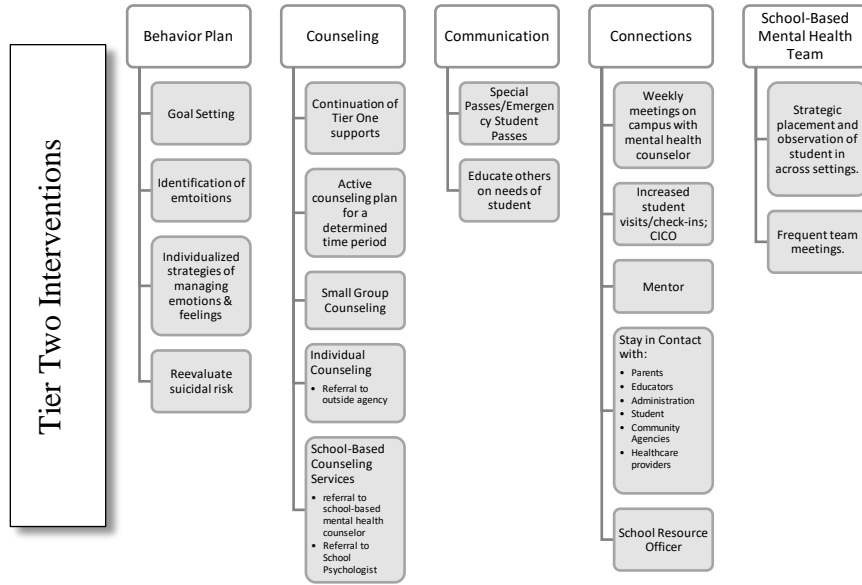 Tier Two Interventions
Behavior Plan
Goal Setting
Identification of
emtoitions
Individualized
strategies of
managing
emotions &
feelings
Reevaluate
suicidal risk
Counseling
Continuation of
Tier One
supports
Active
counseling plan
for a
determined
time period
Small Group
Counseling
Individual
Counseling
• Referral to
outside agency
School-Based
Counseling
Services
• referral to
school-based
mental health
counselor
• Referral to
School
Psychologist
Communication
Special
Passes/Emergen
cy Student
Passes
Educate others
on needs of
student
Connections
Weekly
meetings on
campus with
mental health
counselor
Increased
student
visits/check-ins;
CICO
Mentor
Stay in Contact
with:
• Parents
• Educators
• Administration
• Student
• Community
Agencies
• Healthcare
providers
School Resource
Officer
School-Based
Mental Health
Team
Strategic
placement and
observation of
student in
across settings.
Frequent team
meetings.